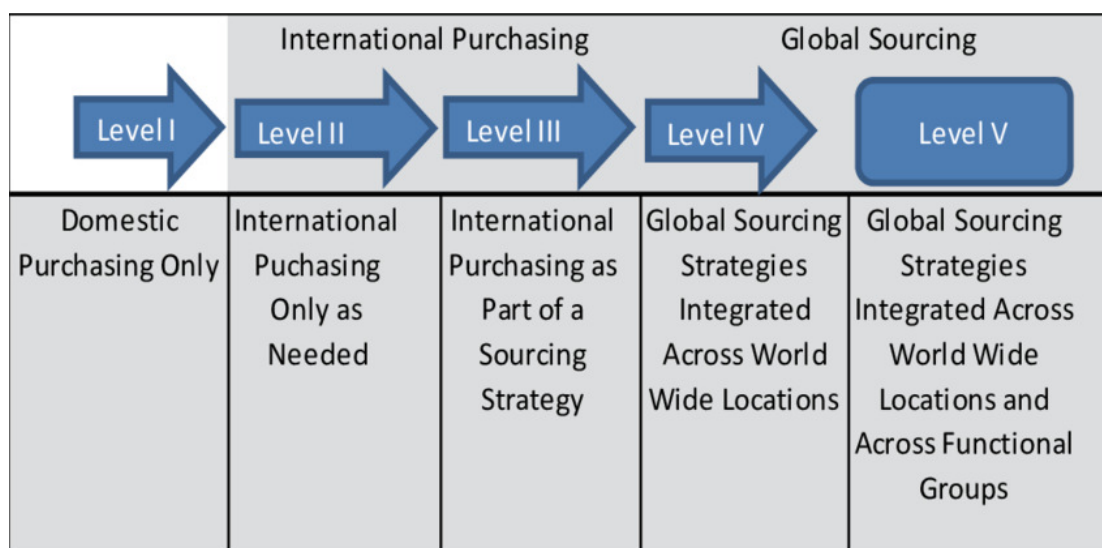 International Purchasing
Global Sourcing
Level I
Level II
Level III
Level IV
Level V
Domestic
Purchasing Only
International
Puchasing
Only as
Needed
International
Purchasing as
Part of a
Sourcing
Strategy
Global Sourcing
Strategies
Integrated
Across World
Wide Locations
Global Sourcing
Strategies
Integrated Across
World Wide
Locations and
Across Functional
Groups